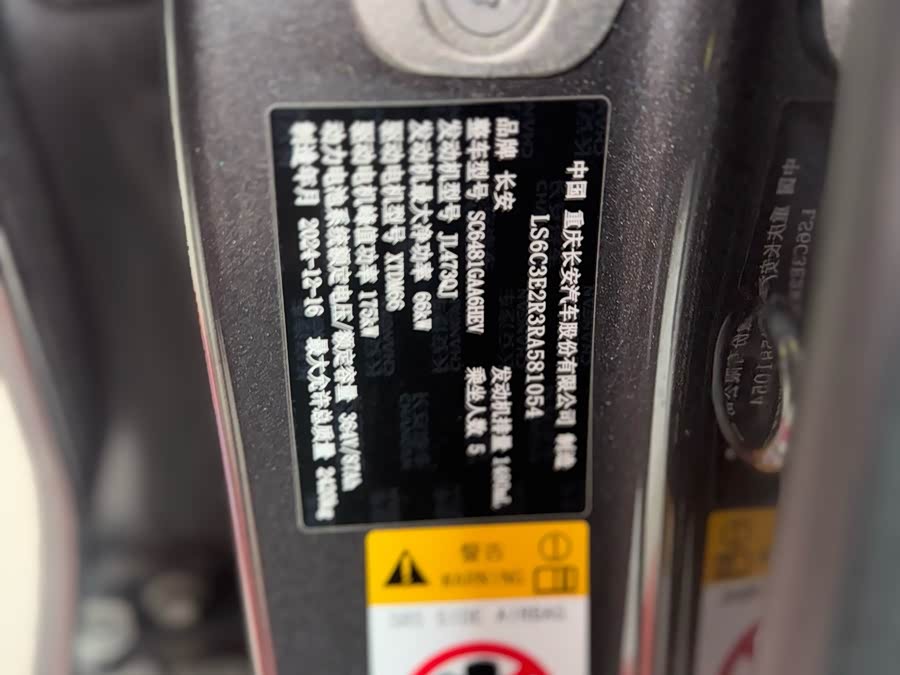 中国 重庆长安汽车股份有限公司 制造
LS6C3E2R3RA581054
品牌 长安 发动机排量
整车型号 SC6481GAA6HEV 乘坐人数 5
发动机型号 JL473QJ
发动机最大净功率 66kW
驱动电机型号 XTDM63
驱动电机峰值功率 175kW
动力电池系统额定电压/额定容量
制造年月 2024-12-16 最大允许总质量
警告
WARNING
SRS SIDE AIRBAG